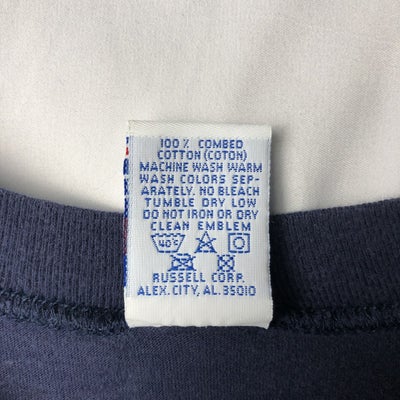 100% COMBED
COTTON (COTON)
MACHINE WASH WARM
WASH COLORS SEP-
ARATELY. NO BLEACH
TUMBLE DRY LOW
DO NOT IRON OR DRY
CLEAN EMBLEM
40°C
RUSSELL CORP.
ALEX. CITY, AL. 35010